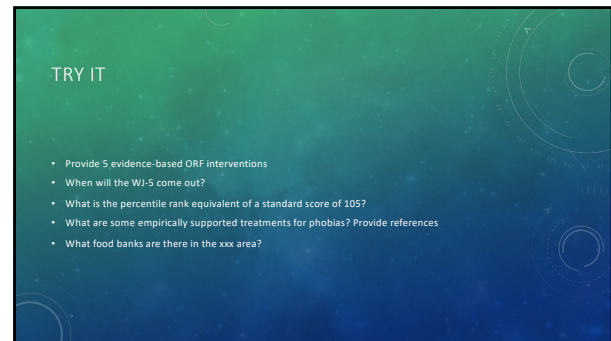 TRY IT
• Provide 5 evidence-based ORF interventions
• When will the WJ-5 come out?
• What is the percentile rank equivalent of a standard score of 105?
• What are some empirically supported treatments for phobias? Provide references
• What food banks are there in the xxx area?